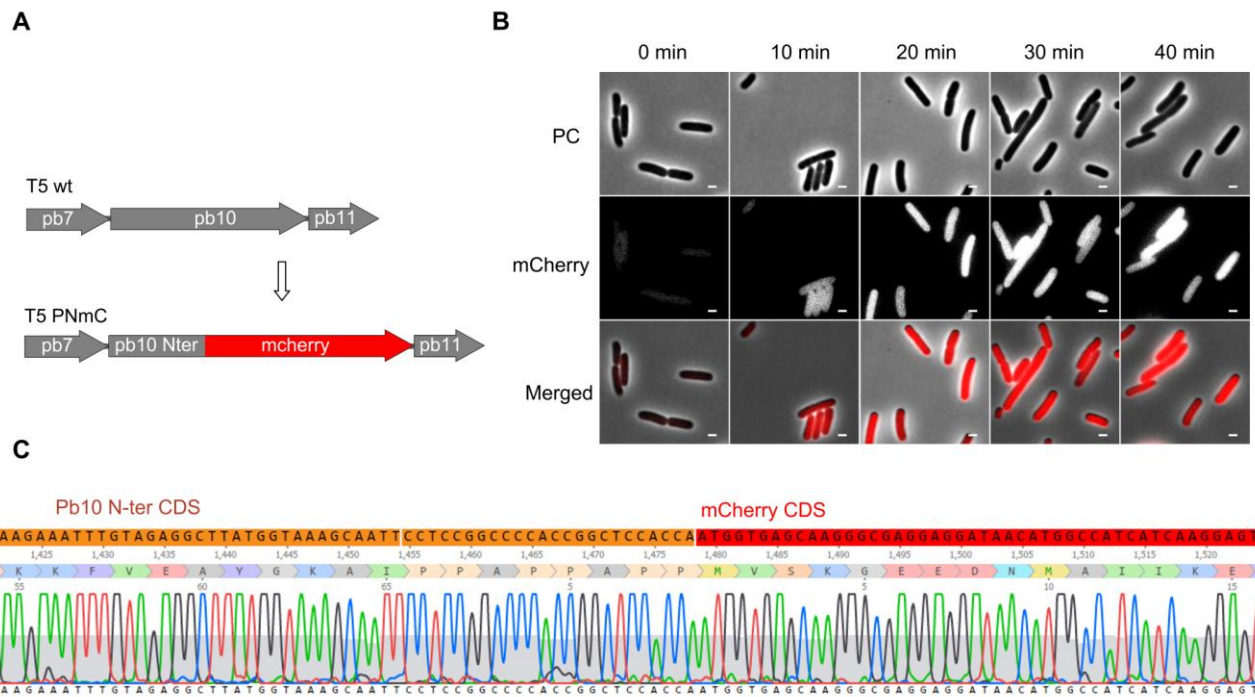 A
B
0 min 10 min 20 min 30 min 40 min
PC
T5 wt
pb7 pb10 pb11
mCherry
T5 PNmC
pb7 pb10 Nter mcherry pb11
Merged
C
Pb10 N-ter CDS mCherry CDS
AAGAAATTTGTAGAGGCTTATGGTAAAGCAATTCCTCCGGCCCCACCGGCTCCACCAATGGTGAGCAAGGGCGAGGAGGATAACATGGCCATCATCAAGGAGT
1,425 1,430 1,435 1,440 1,445 1,450 1,455 1,460 1,465 1,470 1,475 1,480 1,485 1,490 1,495 1,500 1,505 1,510 1,515 1,520
K K F V E A Y G K A I P P A P P A P P M V S K G E E D N M A I I K E
55 60 65 5 5 10 15
AAGAAATTTGTAGAGGCTTATGGTAAAGCAATTCCTCCGGCCCCACCGGCTCCACCAATGGTGAGCAAGGGCGAGGAGGATAACATGGCCATCATCAAGGAGT